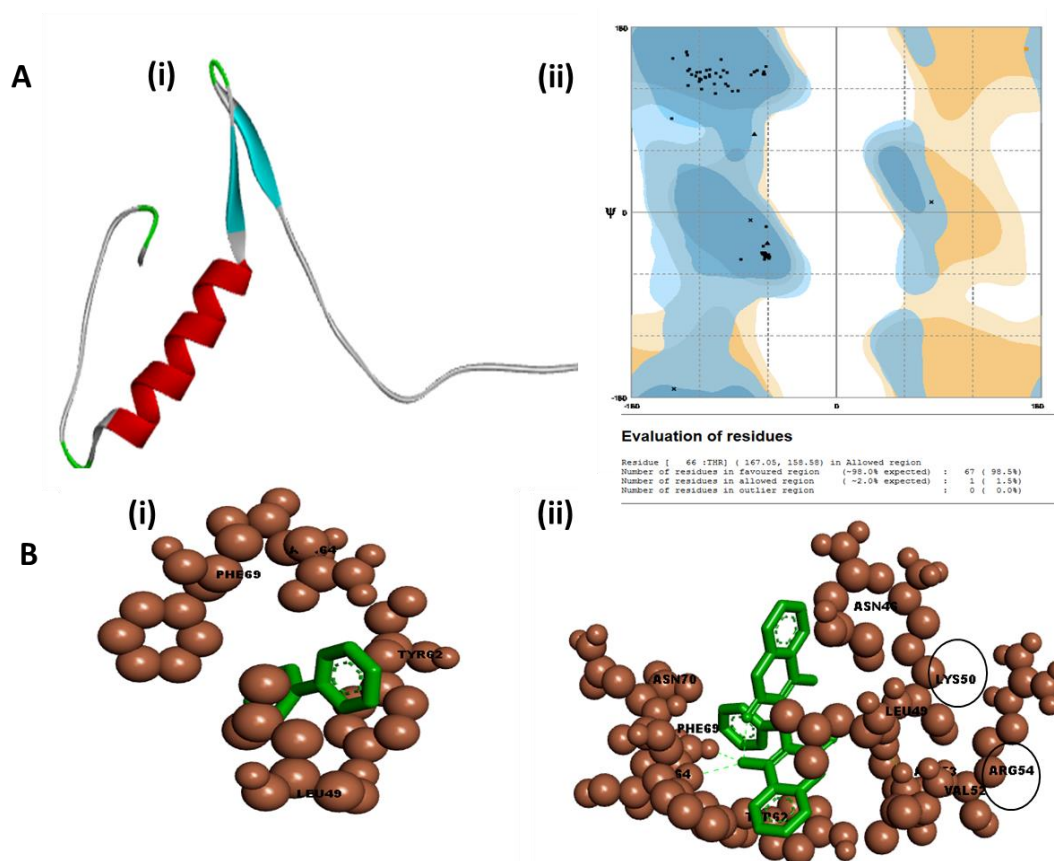 A
(i)
(ii)
180
Ψ
0
-180
-180
0
180
Evaluation of residues
Residue [ 66 :THR] ( 167.05, 158.58) in Allowed region
Number of residues in favoured region (~98.0% expected) : 67 ( 98.5%)
Number of residues in allowed region ( ~2.0% expected) : 1 ( 1.5%)
Number of residues in outlier region : 0 ( 0.0%)
B
(i)
(ii)
PHE69
TYR62
LEU49
ASN70
PHE69
LYS50
LEU49
ARG54
VAL52